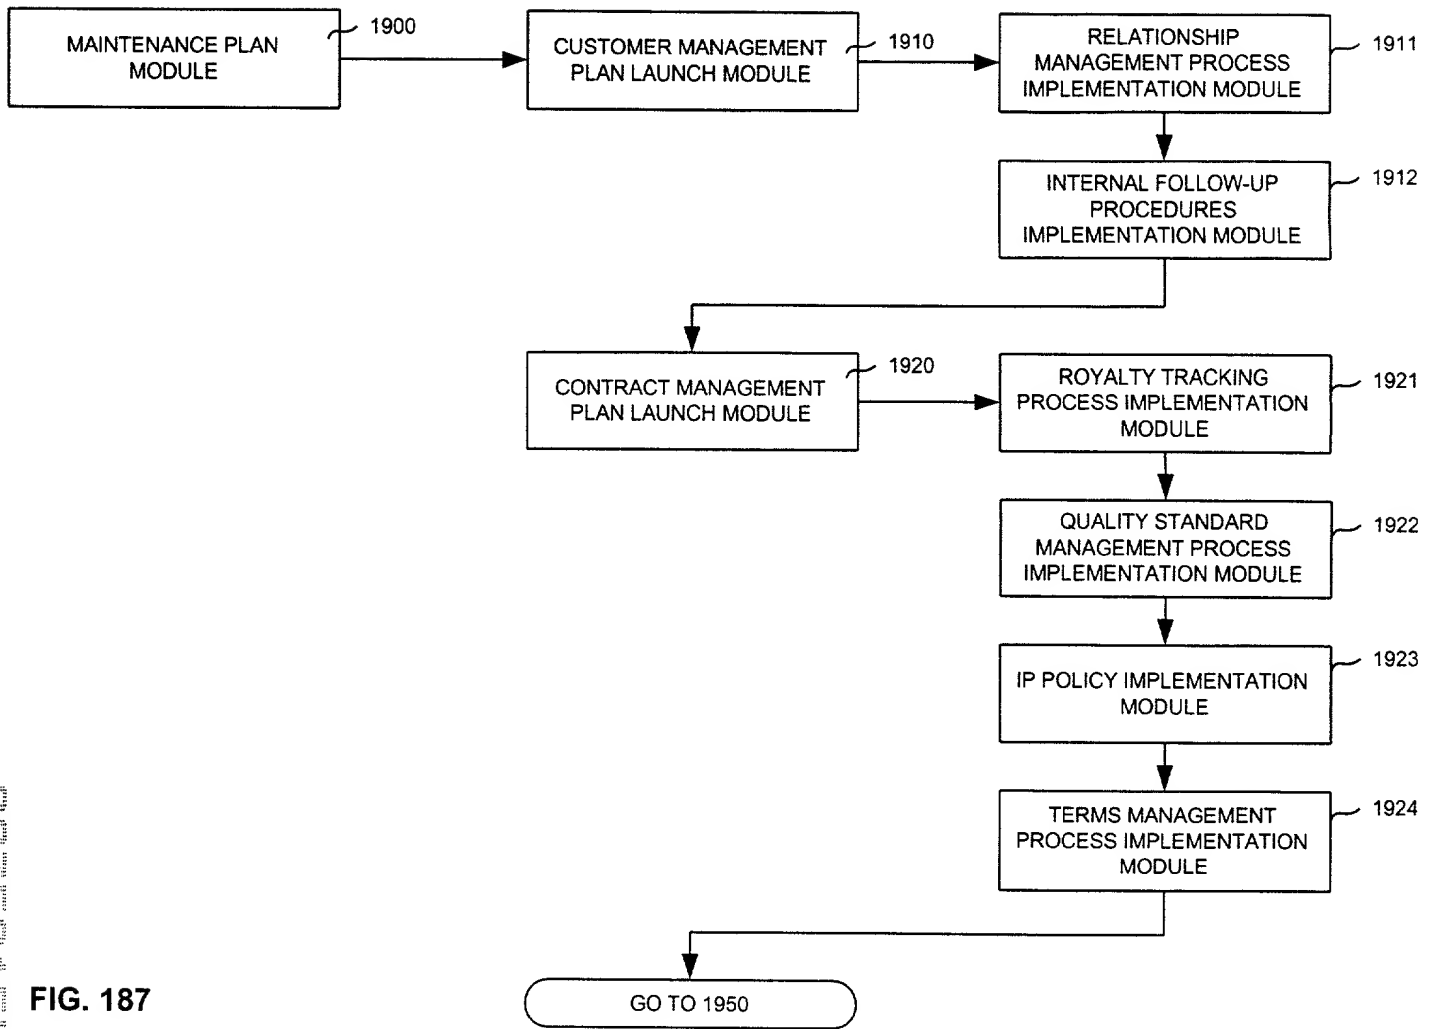 MAINTENANCE PLAN
MODULE
1900
CUSTOMER MANAGEMENT
PLAN LAUNCH MODULE
1910
RELATIONSHIP
MANAGEMENT PROCESS
IMPLEMENTATION MODULE
1911
INTERNAL FOLLOW-UP
PROCEDURES
IMPLEMENTATION MODULE
1912
CONTRACT MANAGEMENT
PLAN LAUNCH MODULE
1920
ROYALTY TRACKING
PROCESS IMPLEMENTATION
MODULE
1921
QUALITY STANDARD
MANAGEMENT PROCESS
IMPLEMENTATION MODULE
1922
IP POLICY IMPLEMENTATION
MODULE
1923
TERMS MANAGEMENT
PROCESS IMPLEMENTATION
MODULE
1924
GO TO 1950
FIG. 187